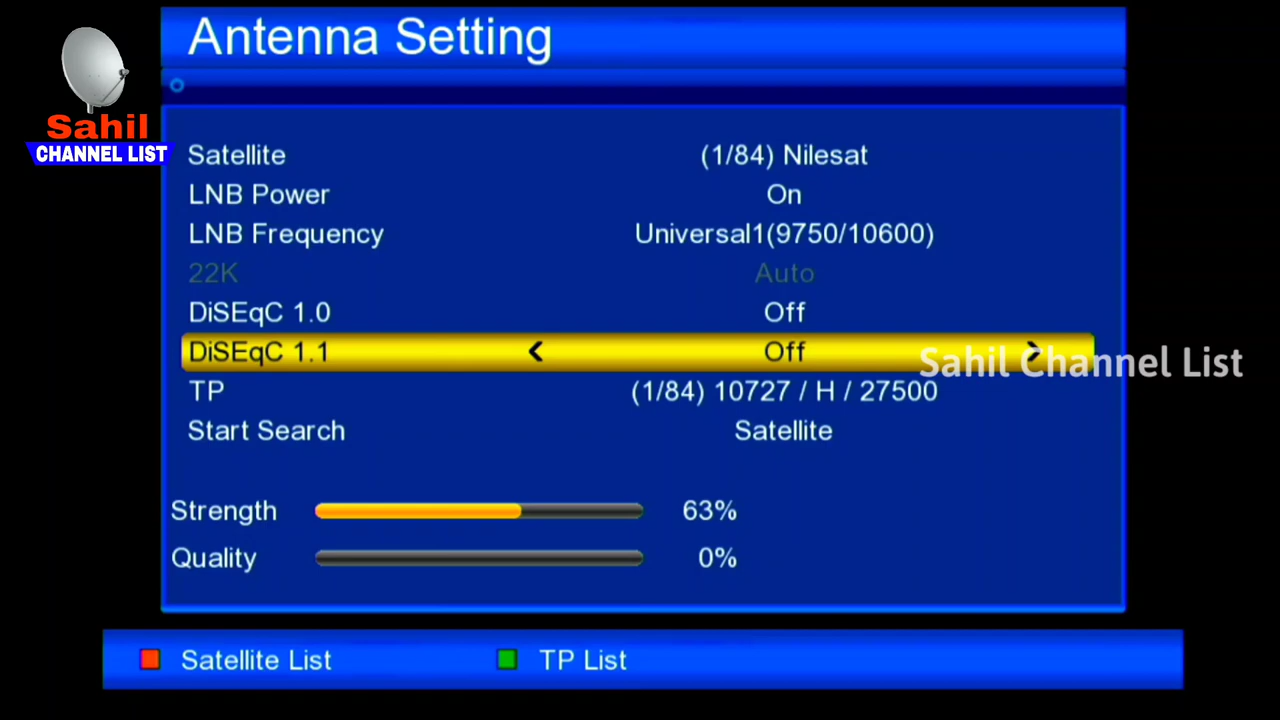 Antenna Setting
Sahil
CHANNEL LIST
Satellite (1/84) Nilesat
LNB Power On
LNB Frequency Universal1(9750/10600)
22K Auto
DiSEqC 1.0 Off
DiSEqC 1.1 < Off >
Sahil Channel List
TP (1/84) 10727 / H / 27500
Start Search Satellite
Strength 63%
Quality 0%
Satellite List TP List